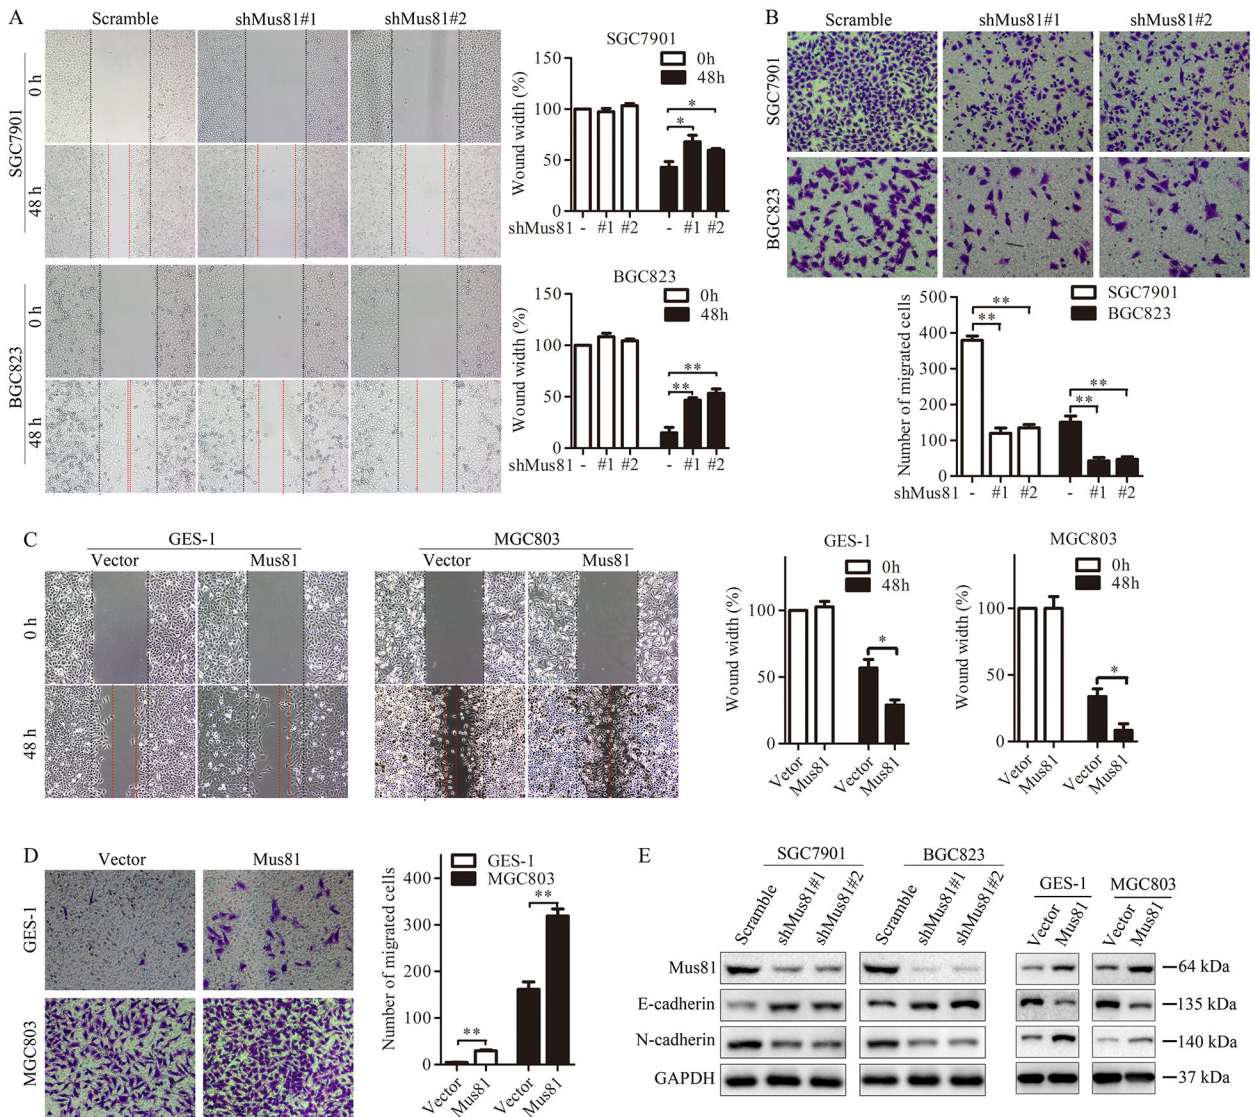 A
Scramble shMus81#1 shMus81#2
SGC7901
0 h
48 h
BGC823
0 h
48 h
SGC7901
0h
48h
Wound width (%)
150
100
50
0
* *
shMus81 - #1 #2 - #1 #2
BGC823
0h
48h
Wound width (%)
150
100
50
0
** **
shMus81 - #1 #2 - #1 #2
B
Scramble shMus81#1 shMus81#2
SGC7901
BGC823
SGC7901
BGC823
Number of migrated cells
500
400
300
200
100
0
** **
** **
shMus81 - #1 #2 - #1 #2
C
GES-1 MGC803
Vector Mus81 Vector Mus81
0 h
48 h
GES-1
0h
48h
Wound width (%)
100
50
0
*
Vetor Mus81 Vector Mus81
MGC803
0h
48h
Wound width (%)
100
50
0
*
Vector Mus81 Vector Mus81
D
Vector Mus81
GES-1
MGC803
GES-1
MGC803
Number of migrated cells
400
300
200
100
0
** **
Vector Mus81 Vector Mus81
E
SGC7901 BGC823 GES-1 MGC803
Scramble shMus81#1 shMus81#2 Scramble shMus81#1 shMus81#2 Vector Mus81 Vector Mus81
Mus81 64 kDa
E-cadherin 135 kDa
N-cadherin 140 kDa
GAPDH 37 kDa